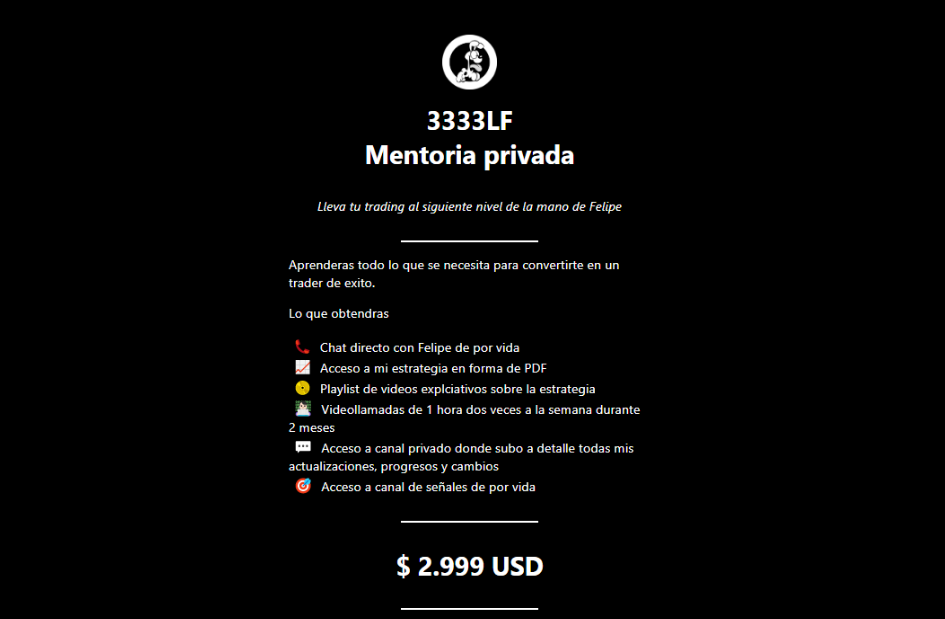 3333LF
Mentoria privada
Lleva tu trading al siguiente nivel de la mano de Felipe
Aprenderas todo lo que se necesita para convertirte en un
trader de exito.
Lo que obtendras
Chat directo con Felipe de por vida
Acceso a mi estrategia en forma de PDF
Playlist de videos explciativos sobre la estrategia
Videollamadas de 1 hora dos veces a la semana durante
2 meses
Acceso a canal privado donde subo a detalle todas mis
actualizaciones, progresos y cambios
Acceso a canal de señales de por vida
$ 2.999 USD